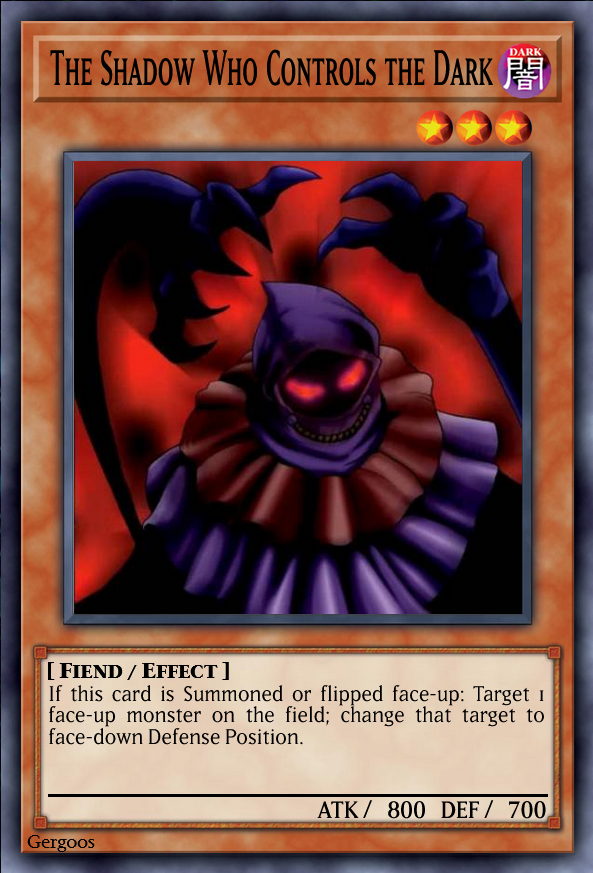 The Shadow Who Controls the Dark
DARK
闇
[ Fiend / Effect ]
If this card is Summoned or flipped face-up: Target 1
face-up monster on the field; change that target to
face-down Defense Position.
ATK / 800 DEF / 700
Gergoos